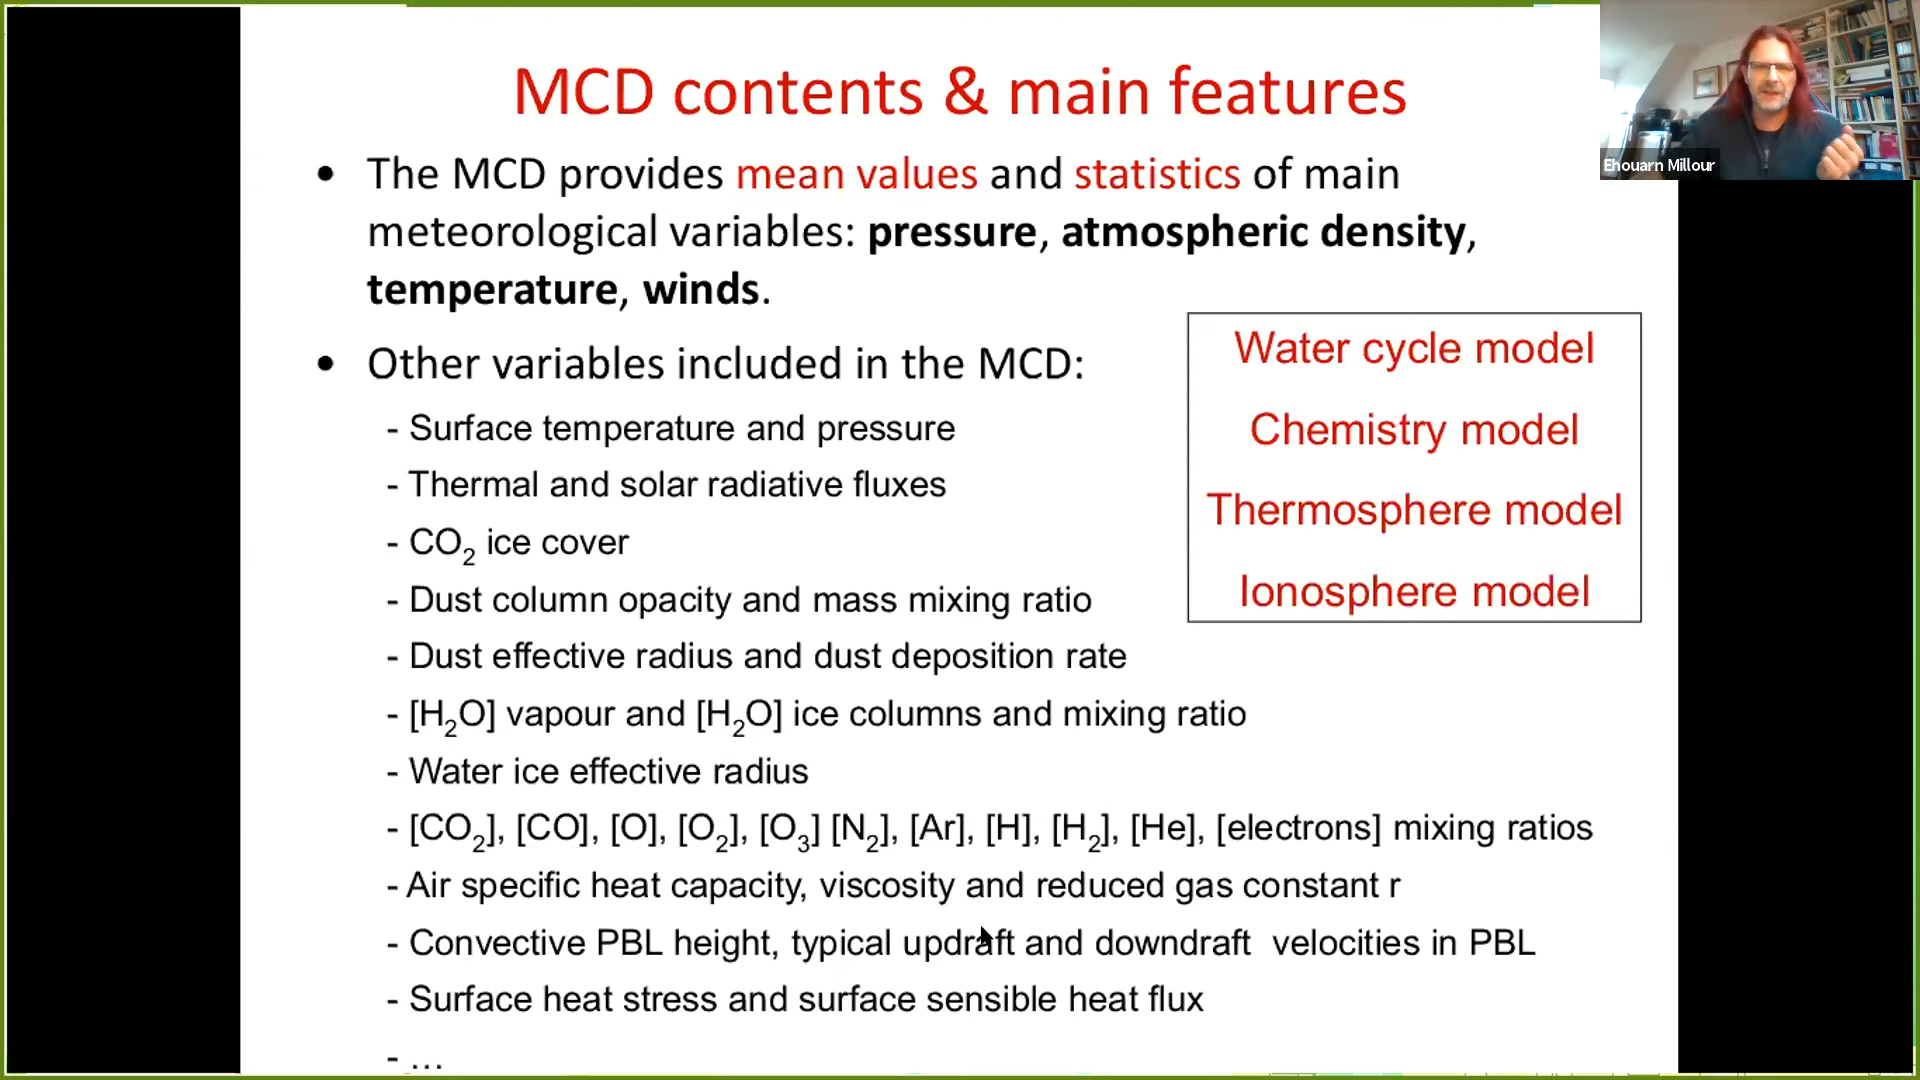 MCD contents & main features
• The MCD provides mean values and statistics of main
meteorological variables: pressure, atmospheric density,
temperature, winds.
• Other variables included in the MCD:
- Surface temperature and pressure
- Thermal and solar radiative fluxes
- CO₂ ice cover
- Dust column opacity and mass mixing ratio
- Dust effective radius and dust deposition rate
- [H₂O] vapour and [H₂O] ice columns and mixing ratio
- Water ice effective radius
- [CO₂], [CO], [O], [O₂], [O₃] [N₂], [Ar], [H], [H₂], [He], [electrons] mixing ratios
- Air specific heat capacity, viscosity and reduced gas constant r
- Convective PBL height, typical updraft and downdraft velocities in PBL
- Surface heat stress and surface sensible heat flux
- ...
Water cycle model
Chemistry model
Thermosphere model
Ionosphere model
Ehouarn Millour